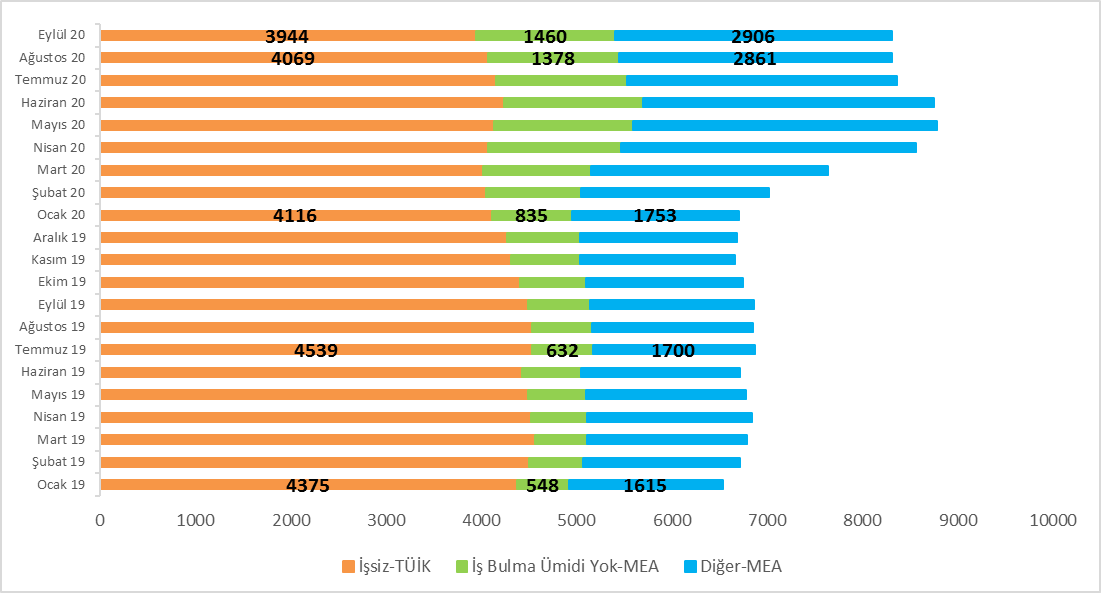 Eylül 20 3944 1460 2906
Ağustos 20 4069 1378 2861
Temmuz 20
Haziran 20
Mayıs 20
Nisan 20
Mart 20
Şubat 20
Ocak 20 4116 835 1753
Aralık 19
Kasım 19
Ekim 19
Eylül 19
Ağustos 19
Temmuz 19 4539 632 1700
Haziran 19
Mayıs 19
Nisan 19
Mart 19
Şubat 19
Ocak 19 4375 548 1615
0 1000 2000 3000 4000 5000 6000 7000 8000 9000 10000
İşsiz-TÜİK İş Bulma Ümidi Yok-MEA Diğer-MEA